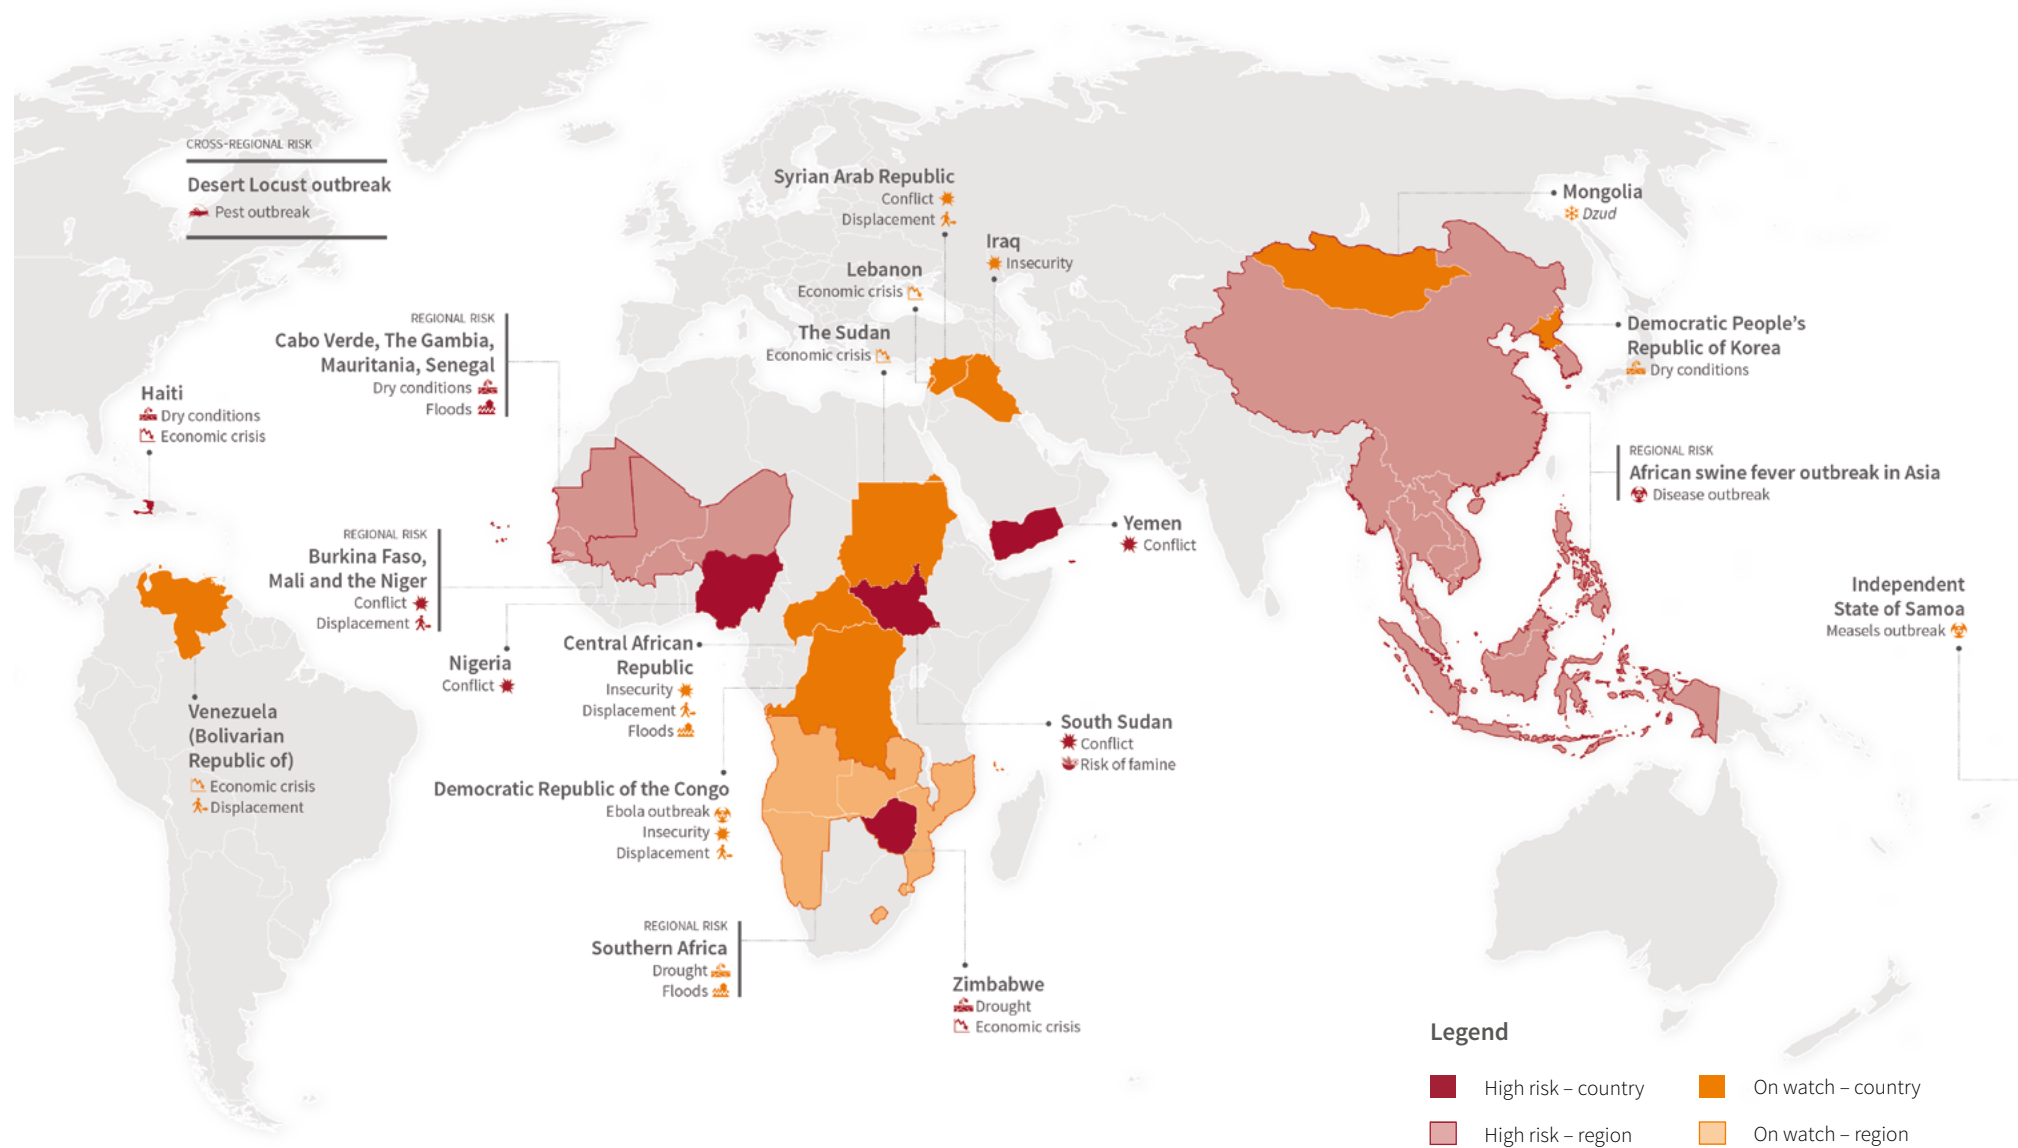 CROSS-REGIONAL RISK
Desert Locust outbreak
Pest outbreak
Syrian Arab Republic
Conflict
Displacement
Iraq
Insecurity
Lebanon
Economic crisis
The Sudan
Economic crisis
Mongolia
Dzud
Democratic People's
Republic of Korea
Dry conditions
REGIONAL RISK
Cabo Verde, The Gambia,
Mauritania, Senegal
Dry conditions
Floods
Haiti
Dry conditions
Economic crisis
REGIONAL RISK
African swine fever outbreak in Asia
Disease outbreak
REGIONAL RISK
Burkina Faso,
Mali and the Niger
Conflict
Displacement
Yemen
Conflict
Independent
State of Samoa
Measels outbreak
Nigeria
Conflict
Central African
Republic
Insecurity
Displacement
Floods
Venezuela
(Bolivarian
Republic of)
Economic crisis
Displacement
South Sudan
Conflict
Risk of famine
Democratic Republic of the Congo
Ebola outbreak
Insecurity
Displacement
REGIONAL RISK
Southern Africa
Drought
Floods
Zimbabwe
Drought
Economic crisis
Legend
High risk – country
On watch – country
High risk – region
On watch – region